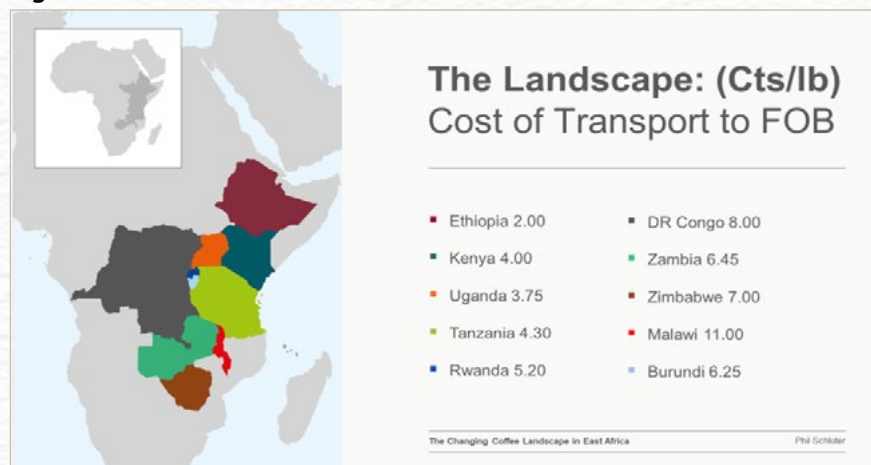 The Landscape: (Cts/lb)
Cost of Transport to FOB
Ethiopia 2.00
Kenya 4.00
Uganda 3.75
Tanzania 4.30
Rwanda 5.20
DR Congo 8.00
Zambia 6.45
Zimbabwe 7.00
Malawi 11.00
Burundi 6.25
The Changing Coffee Landscape in East Africa
Phil Schluter